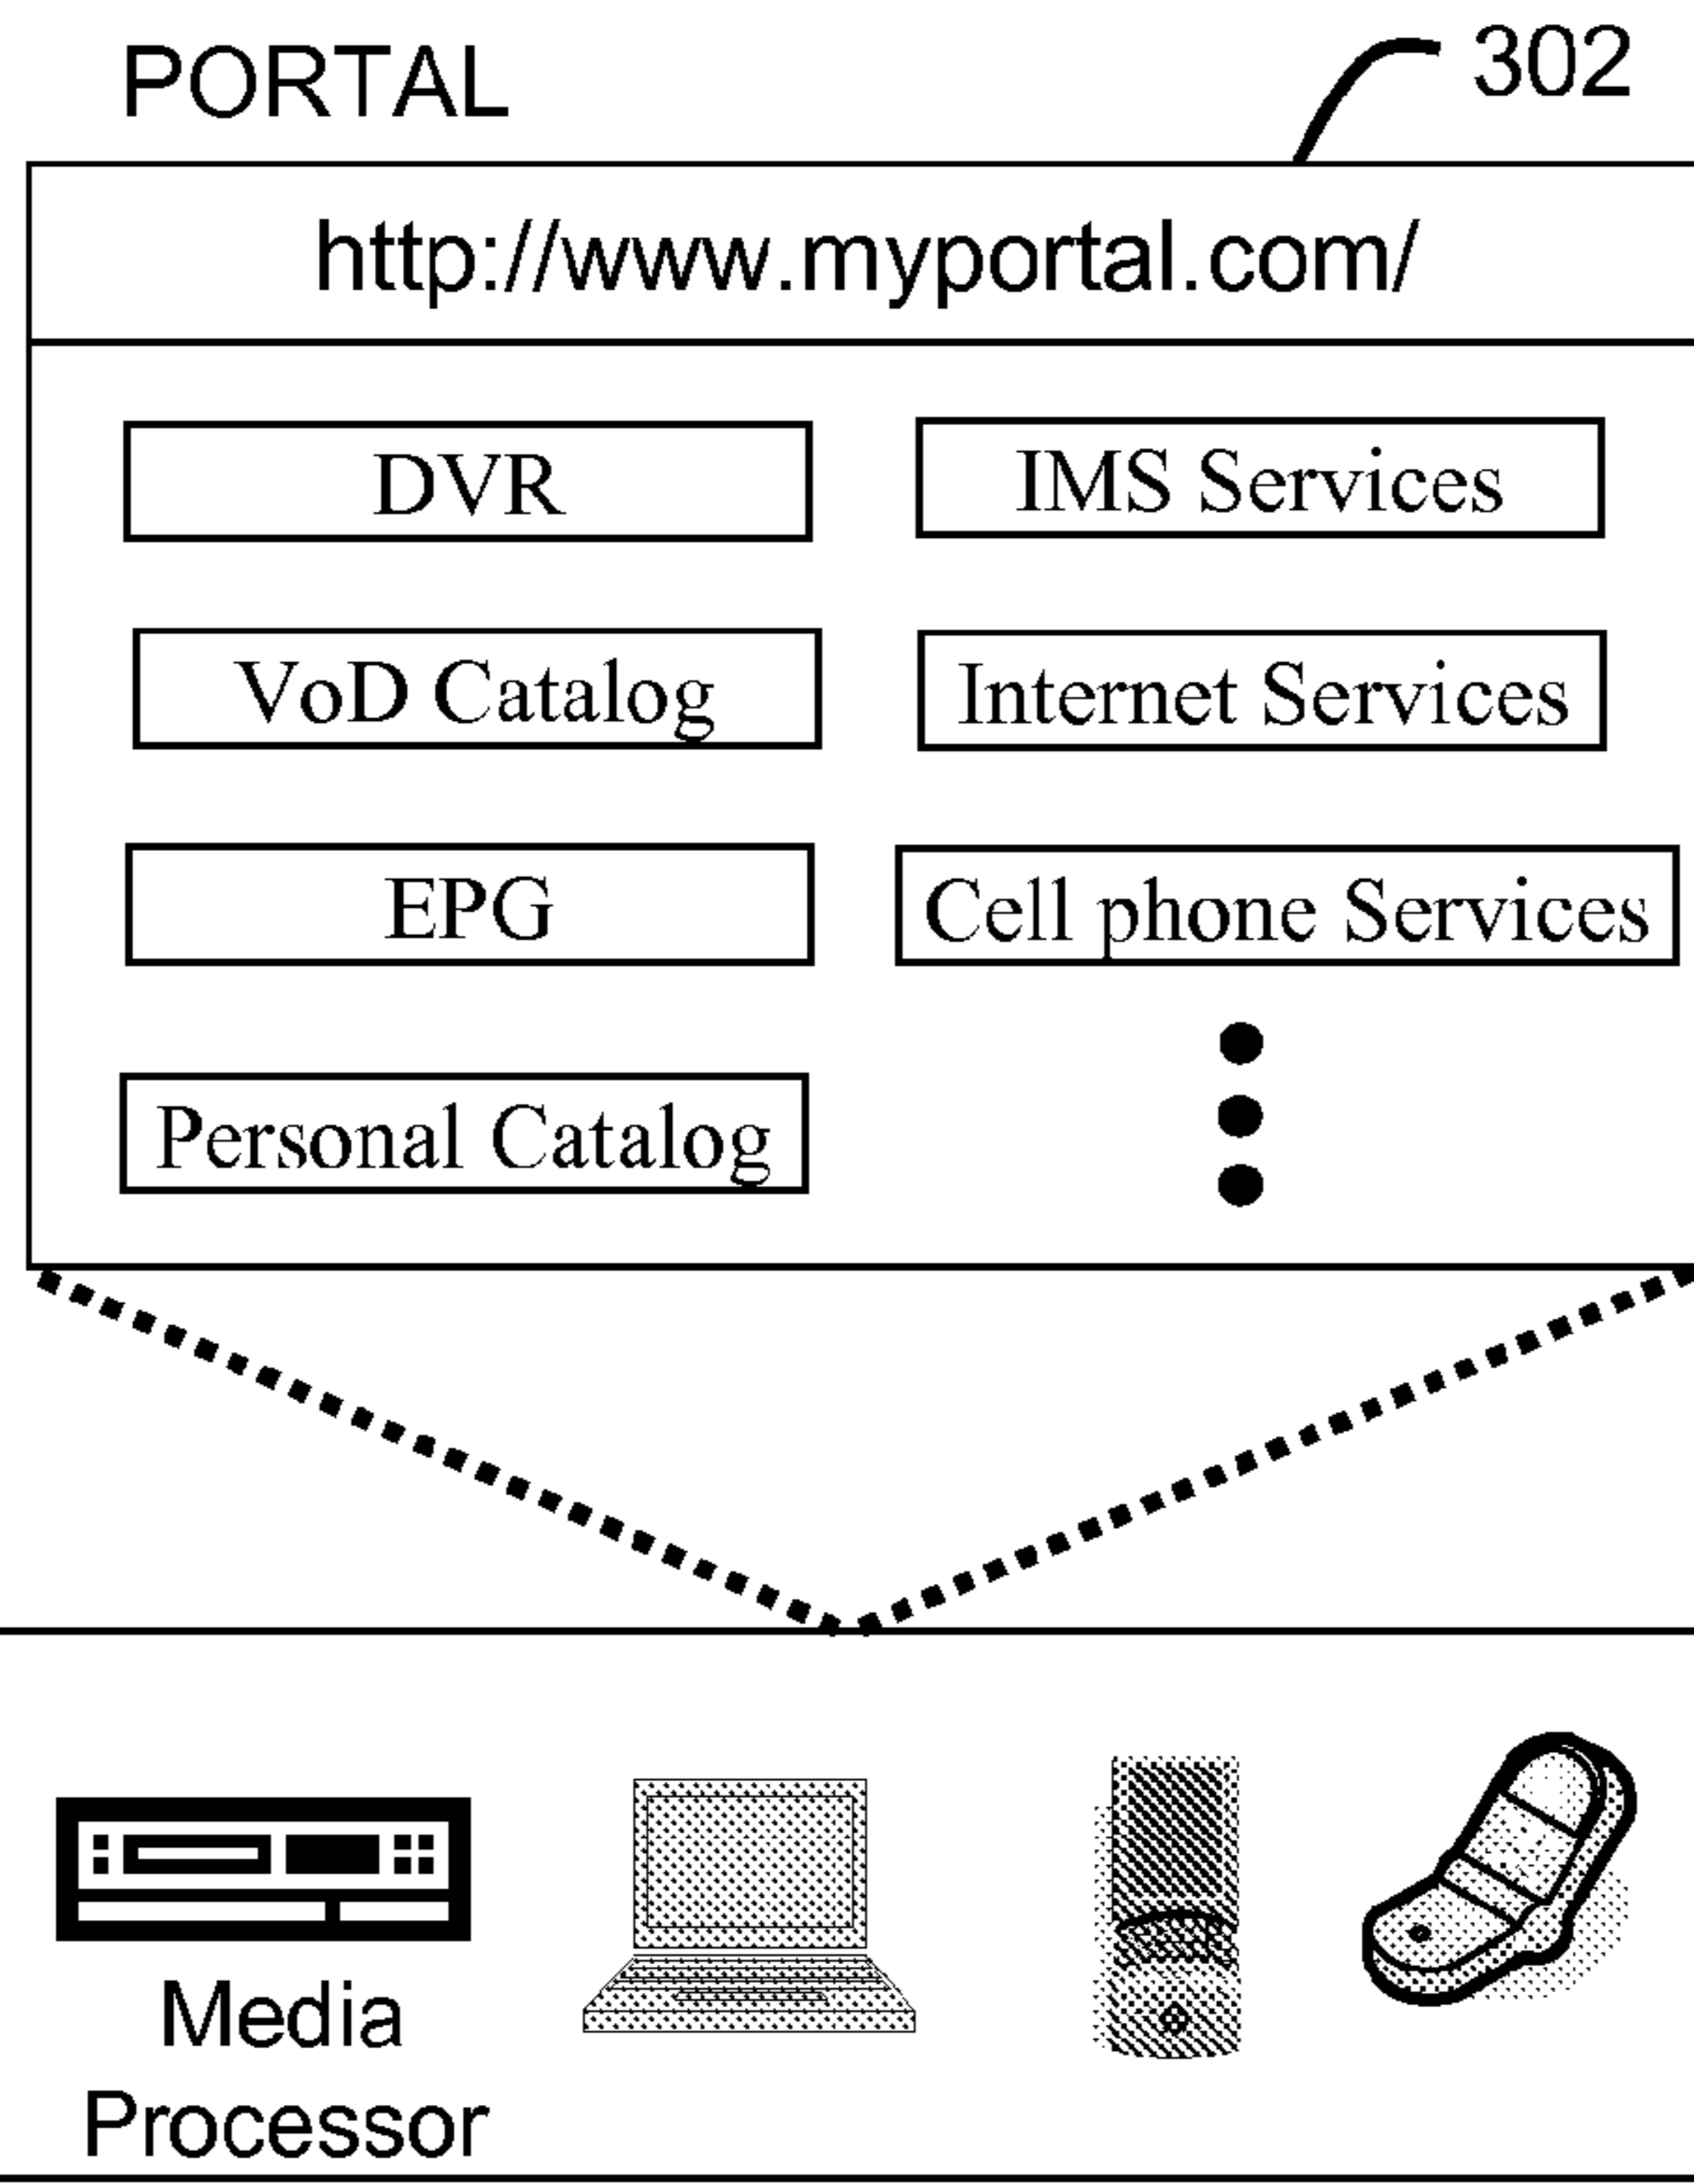 PORTAL
302
http://www.myportal.com/
DVR
IMS Services
VoD Catalog
Internet Services
EPG
Cell phone Services
Personal Catalog
Media
Processor